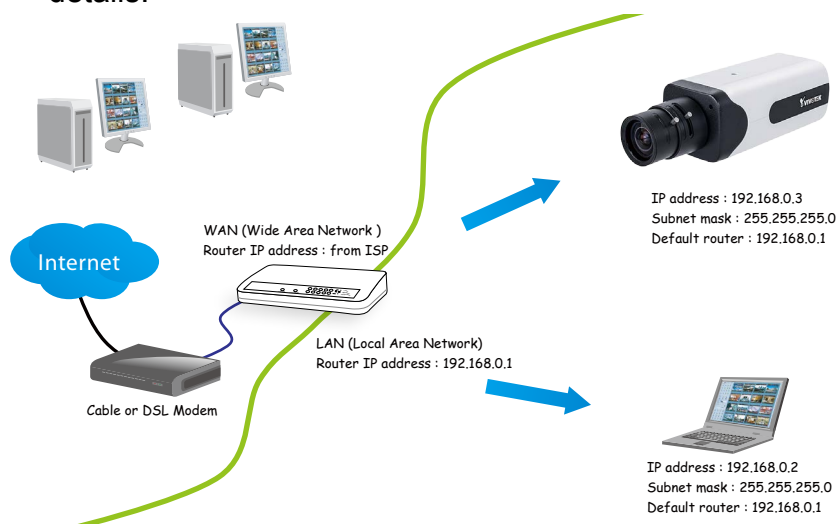 details.
WAN (Wide Area Network )
Router IP address : from ISP
Internet
VIVOTEK
IP address : 192.168.0.3
Subnet mask : 255.255.255.0
Default router : 192.168.0.1
LAN (Local Area Network)
Router IP address : 192.168.0.1
Cable or DSL Modem
IP address : 192.168.0.2
Subnet mask : 255.255.255.0
Default router : 192.168.0.1